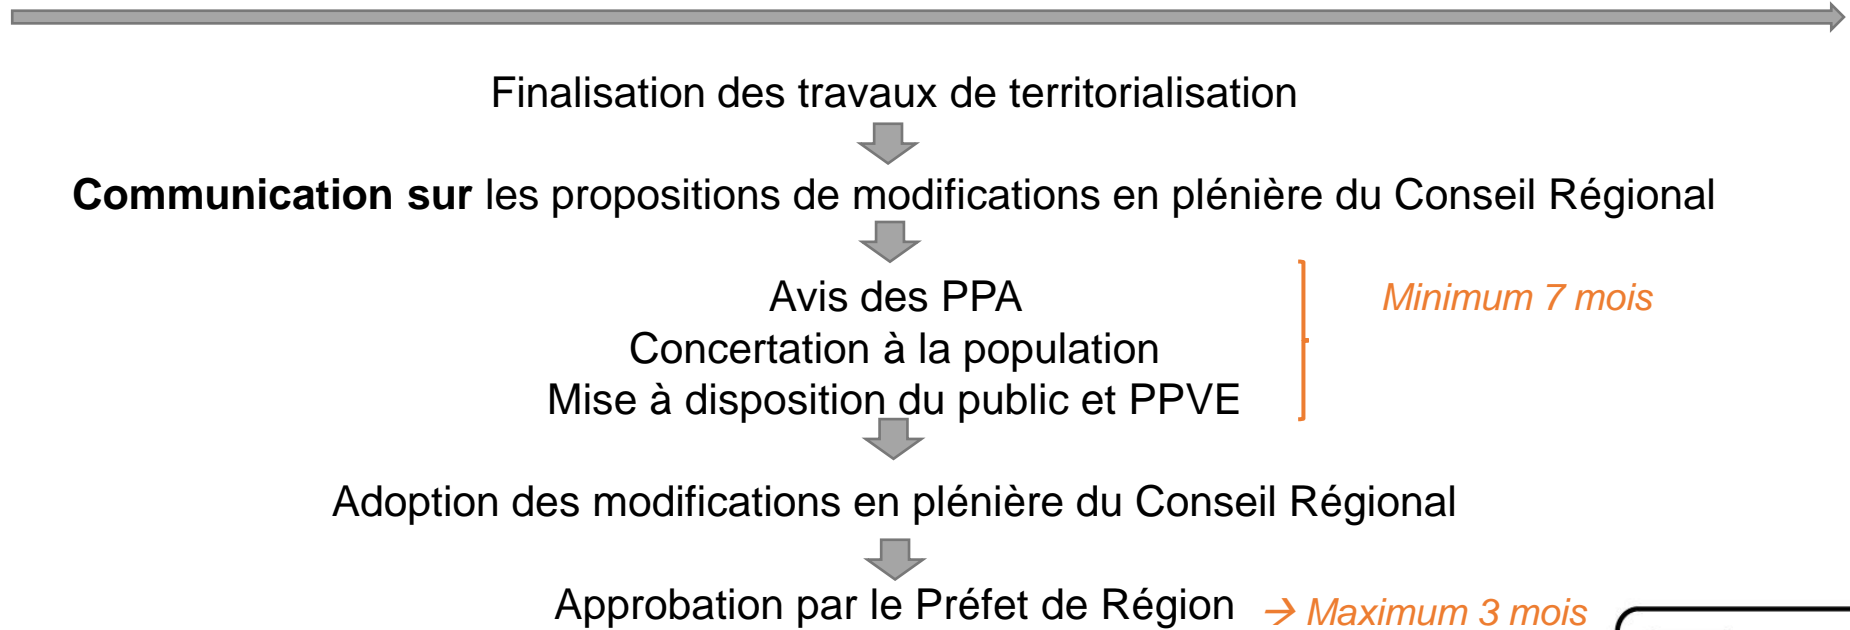 Finalisation des travaux de territorialisation
Communication sur les propositions de modifications en plénière du Conseil Régional
Avis des PPA
Minimum 7 mois
Concertation à la population
Mise à disposition du public et PPVE
Adoption des modifications en plénière du Conseil Régional
Approbation par le Préfet de Région → Maximum 3 mois